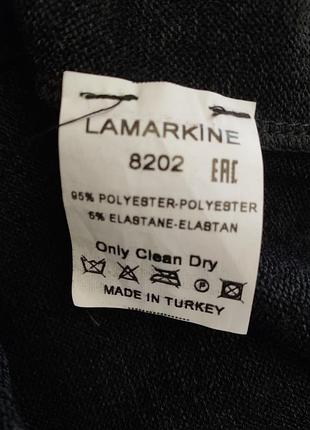 LAMARKINE
8202 EAC
95% POLYESTER-POLYESTER
5% ELASTANE-ELASTAN
Only Clean Dry
P
MADE IN TURKEY